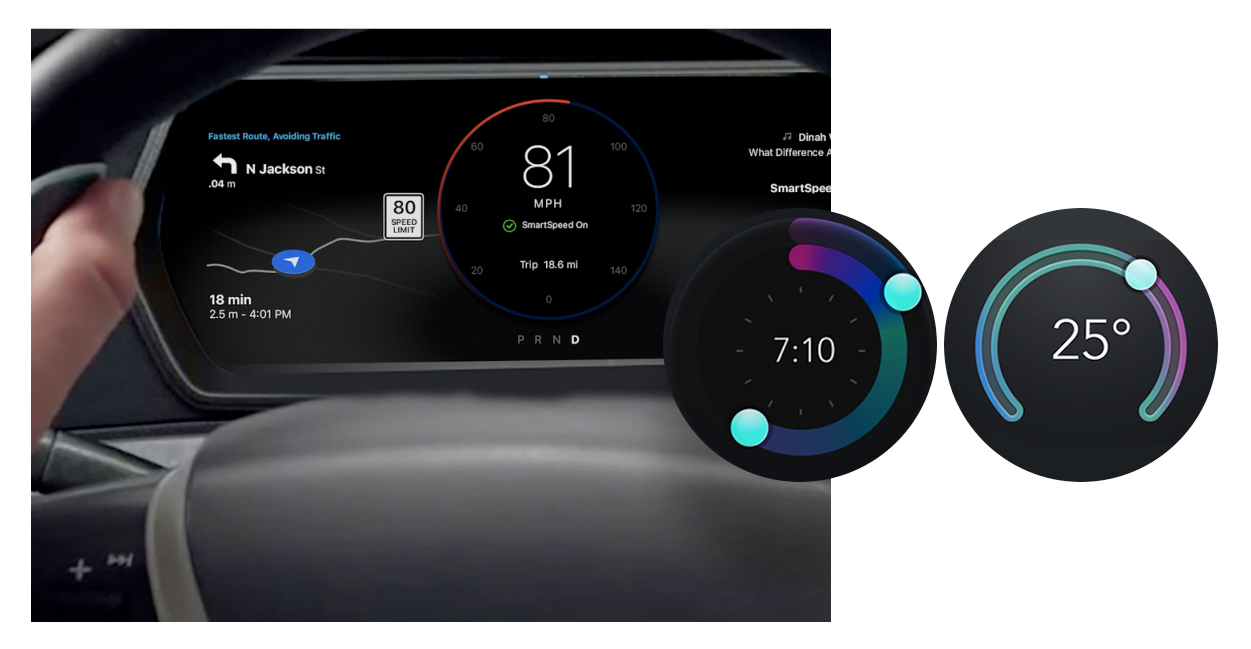 Fastest Route, Avoiding Traffic
N Jackson St
.04 m
80
SPEED
LIMIT
18 min
2.5 m - 4:01 PM
80
60
100
40
120
20
140
0
81
MPH
SmartSpeed On
Trip 18.6 mi
P R N D
Dinah
What Difference A
SmartSpee
7:10
25°